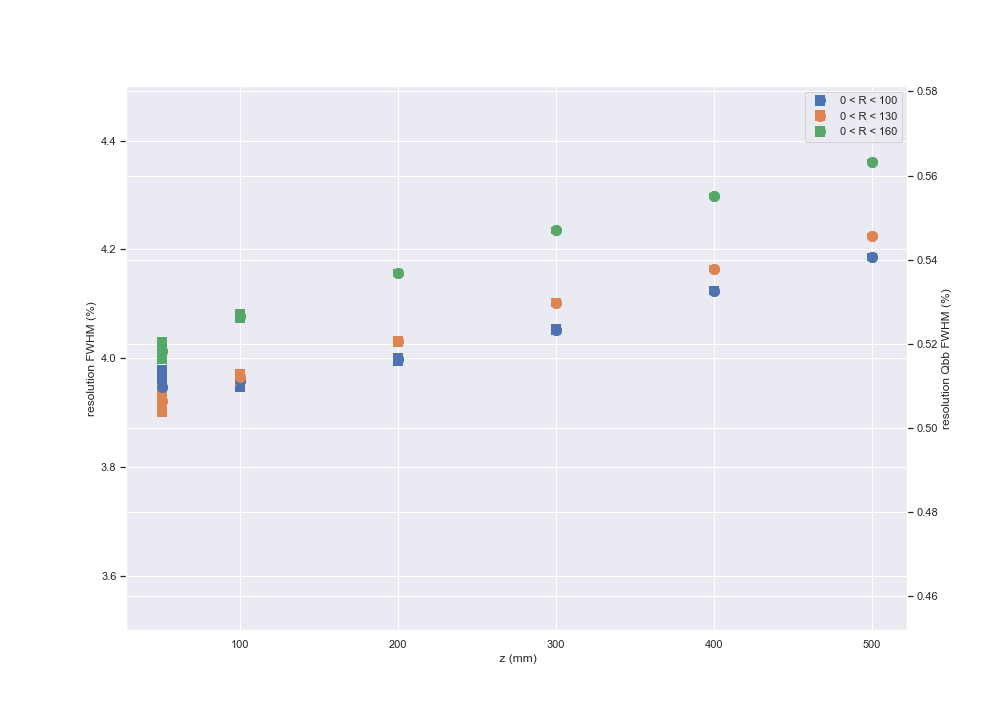 0 < R < 100
0 < R < 130
0 < R < 160
resolution FWHM (%)
4.4
4.2
4.0
3.8
3.6
0.58
0.56
0.54
0.52
0.50
0.48
0.46
resolution Qbb FWHM (%)
100 200 300 400 500
z (mm)